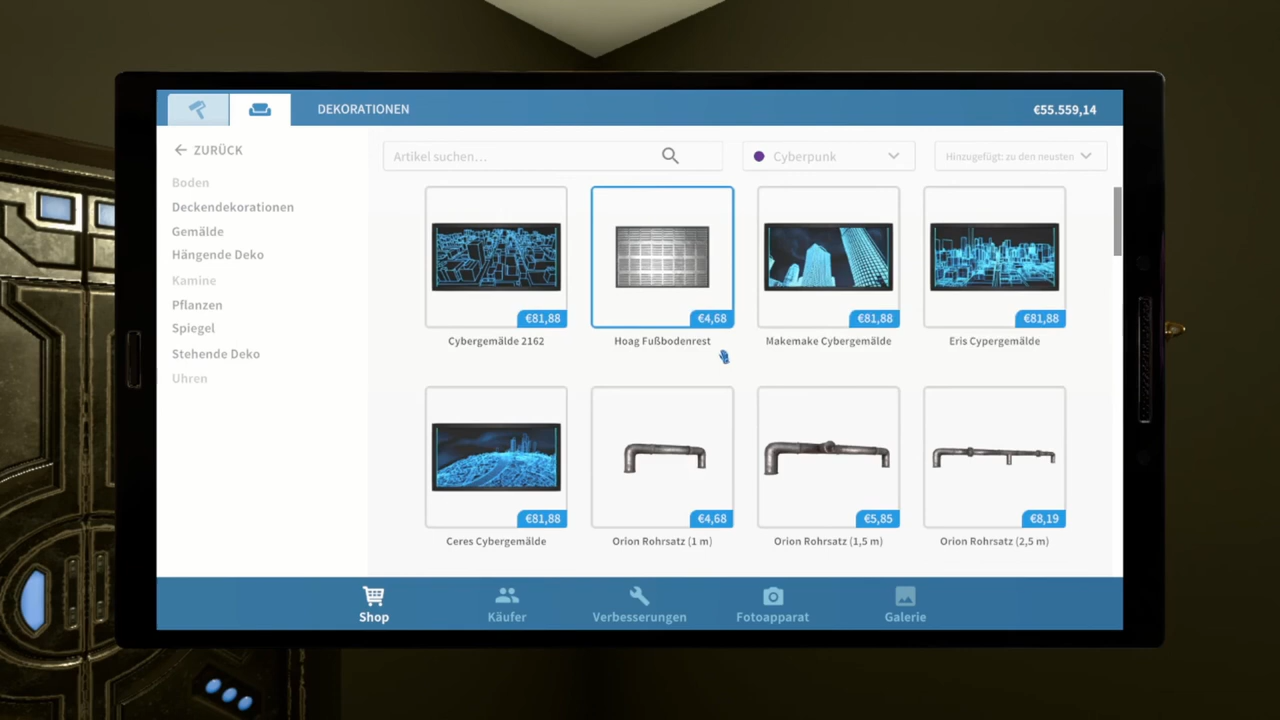 DEKORATIONEN
€55.559,14
ZURÜCK
Artikel suchen...
Cyberpunk
Hinzugefügt: zu den neusten
Boden
Deckendekorationen
Gemälde
Hängende Deko
Kamine
Pflanzen
Spiegel
Stehende Deko
Uhren
€81,88
€4,68
€81,88
€81,88
Cybergemälde 2162
Hoag Fußbodenrest
Makemake Cybergemälde
Eris Cypergemälde
€81,88
€4,68
€5,85
€8,19
Ceres Cybergemälde
Orion Rohrsatz (1 m)
Orion Rohrsatz (1,5 m)
Orion Rohrsatz (2,5 m)
Shop
Käufer
Verbesserungen
Fotoapparat
Galerie